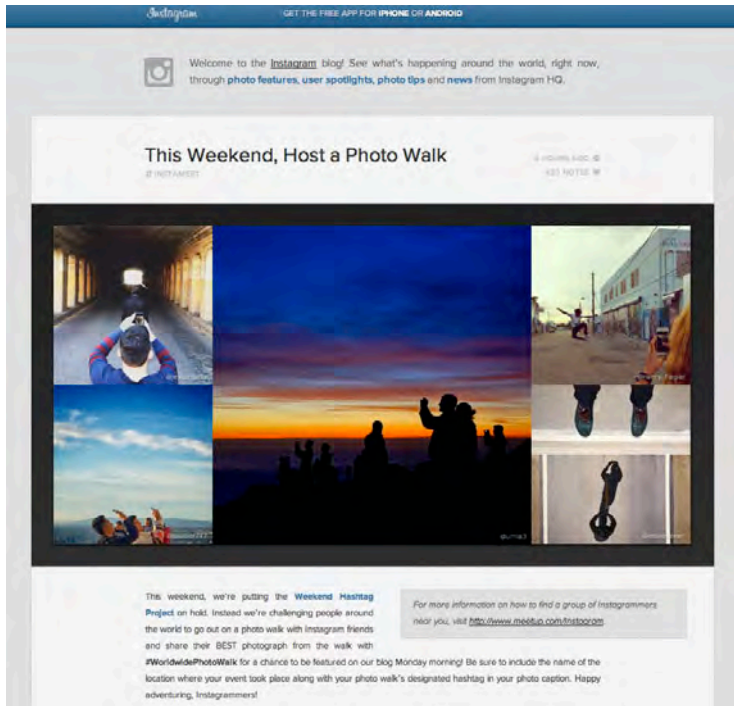 Instagram
GET THE FREE APP FOR IPHONE OR ANDROID
Welcome to the Instagram blog! See what's happening around the world, right now,
through photo features, user spotlights, photo tips and news from Instagram HQ.
This Weekend, Host a Photo Walk
# INSTAMEET
HOURS AGO
NOTES
This weekend, we're putting the Weekend Hashtag
Project on hold. Instead we're challenging people around
the world to go out on a photo walk with Instagram friends
and share their BEST photograph from the walk with
#WorldwidePhotoWalk for a chance to be featured on our blog Monday morning! Be sure to include the name of the
location where your event took place along with your photo walk's designated hashtag in your photo caption. Happy
adventuring, Instagrammers!
For more information on how to find a group of Instagrammers
near you, visit http://www.meetup.com/Instagram.